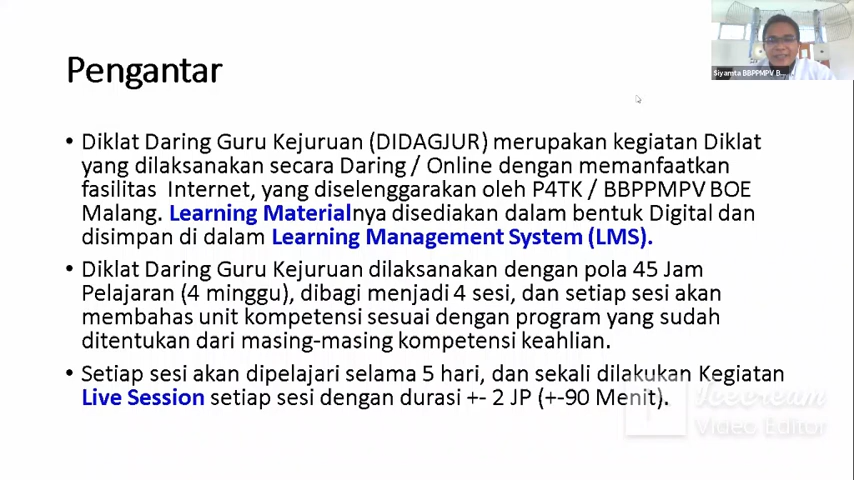 Pengantar
Siyamta BBPPMPV B...
• Diklat Daring Guru Kejuruan (DIDAGJUR) merupakan kegiatan Diklat
yang dilaksanakan secara Daring / Online dengan memanfaatkan
fasilitas Internet, yang diselenggarakan oleh P4TK / BBPPMPV BOE
Malang. Learning Materialnya disediakan dalam bentuk Digital dan
disimpan di dalam Learning Management System (LMS).
• Diklat Daring Guru Kejuruan dilaksanakan dengan pola 45 Jam
Pelajaran (4 minggu), dibagi menjadi 4 sesi, dan setiap sesi akan
membahas unit kompetensi sesuai dengan program yang sudah
ditentukan dari masing-masing kompetensi keahlian.
• Setiap sesi akan dipelajari selama 5 hari, dan sekali dilakukan Kegiatan
Live Session setiap sesi dengan durasi +- 2 JP (+-90 Menit).
Icecream
Video Editor